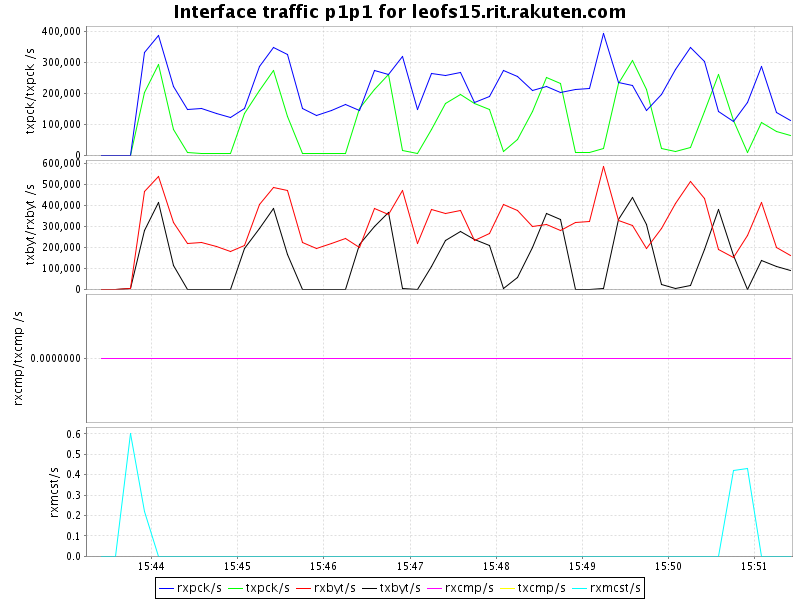 Interface traffic p1p1 for leofs15.rit.rakuten.com
txpck/txpck /s
400,000
300,000
200,000
100,000
0
txbyt/rxbyt /s
600,000
500,000
400,000
300,000
200,000
100,000
0
rxcmp/txcmp /s
0.0000000
rxmcst/s
0.6
0.5
0.4
0.3
0.2
0.1
0.0
15:44 15:45 15:46 15:47 15:48 15:49 15:50 15:51
rxpck/s txpck/s rxbyt/s txbyt/s rxcmp/s txcmp/s rxmcst/s